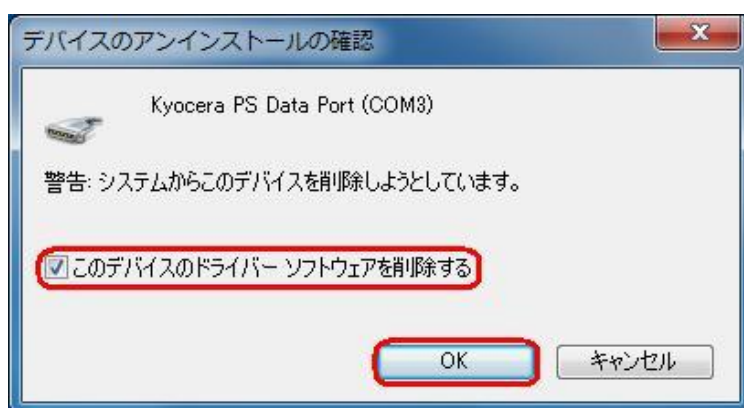 デバイスのアンインストールの確認
Kyocera PS Data Port (COM3)
警告: システムからこのデバイスを削除しようとしています。
このデバイスのドライバー ソフトウェアを削除する
OK
キャンセル